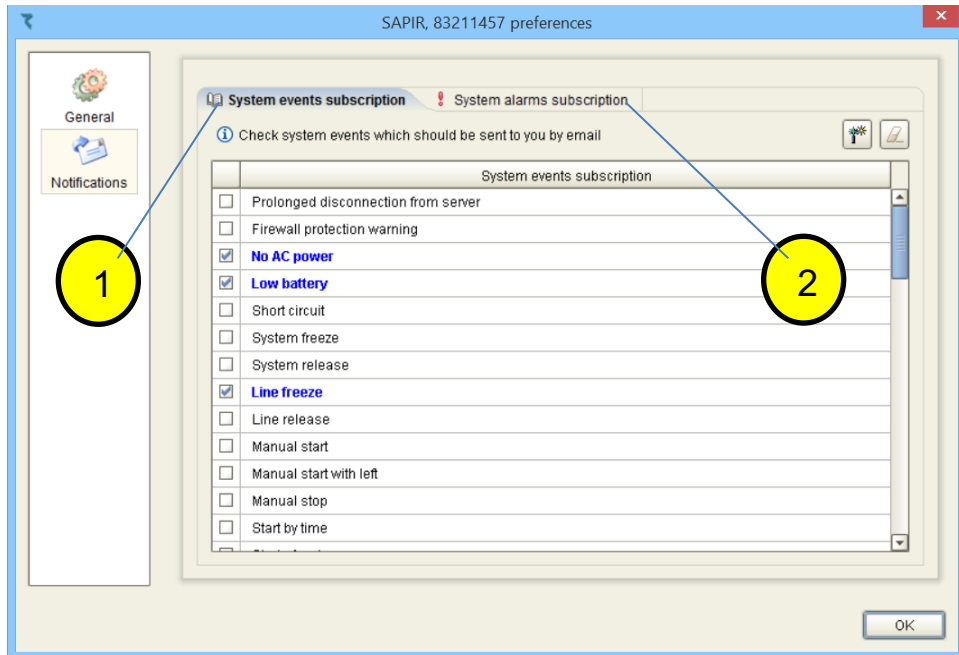 SAPIR, 83211457 preferences
General
Notifications
System events subscription
System alarms subscription
Check system events which should be sent to you by email
System events subscription
Prolonged disconnection from server
Firewall protection warning
No AC power
Low battery
Short circuit
System freeze
System release
Line freeze
Line release
Manual start
Manual start with left
Manual stop
Start by time
1
2
OK